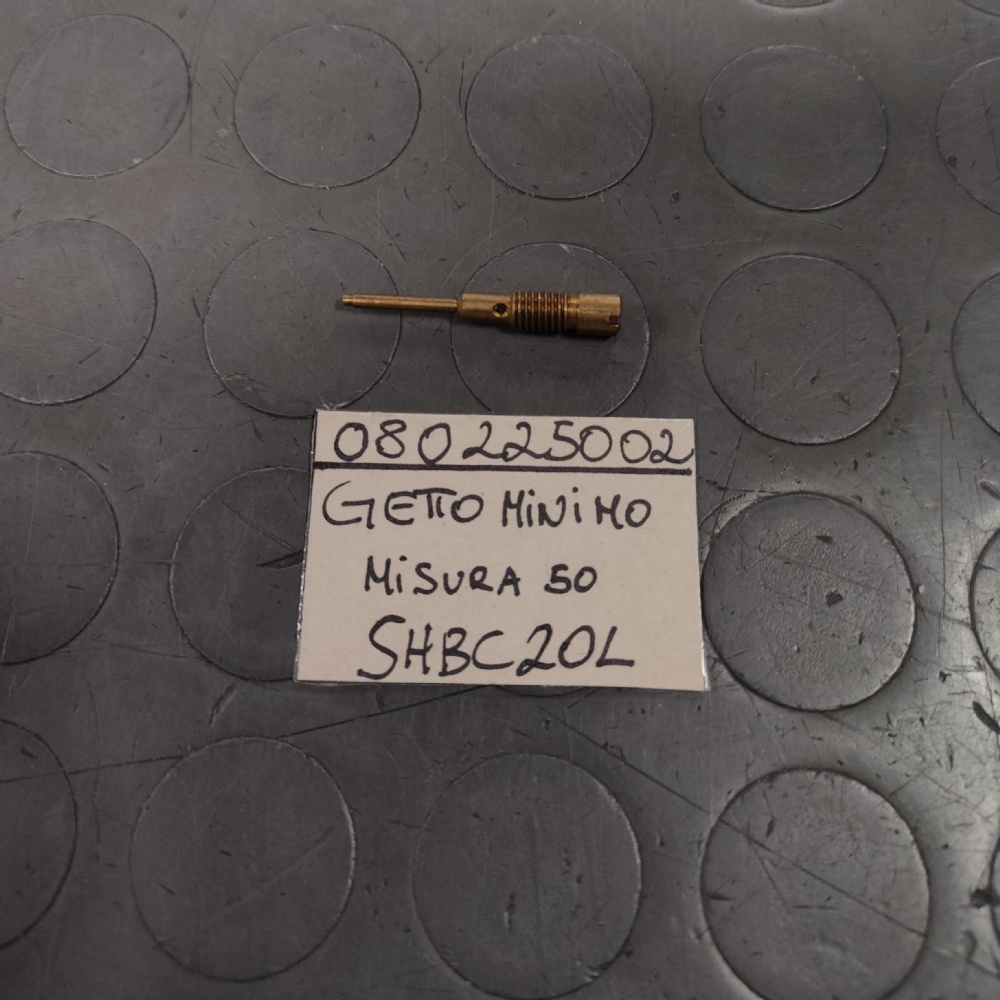 080225002
GETTO MiNiMO
MiSURA 50
SHBC20L